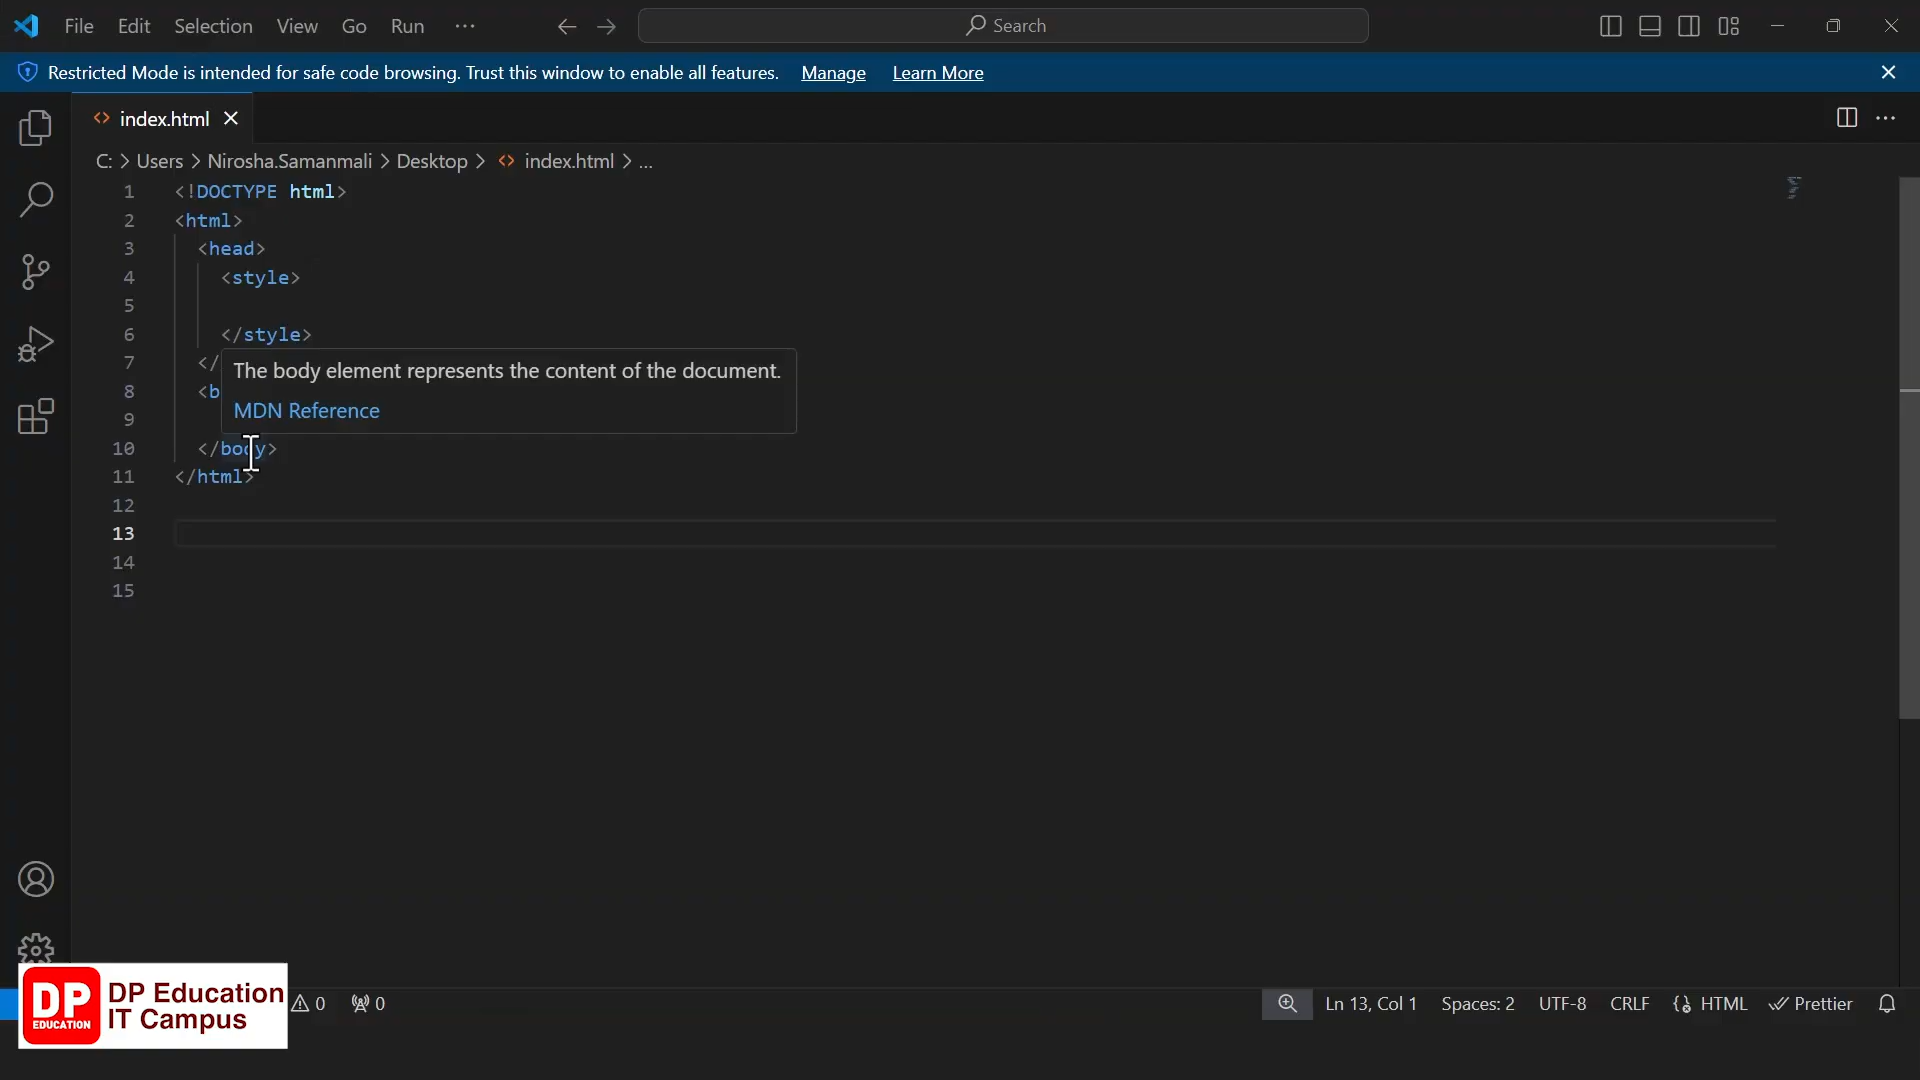 File Edit Selection View Go Run ··· Search
Restricted Mode is intended for safe code browsing. Trust this window to enable all features. Manage Learn More
index.html
C: > Users > Nirosha.Samanmali > Desktop > index.html > ...
1 <!DOCTYPE html>
2 <html>
3 <head>
4 <style>
5
6 </style>
7 </
The body element represents the content of the document.
8 <b
MDN Reference
9
10 </body>
11 </html>
12
13
14
15
DP EDUCATION
DP Education
IT Campus
0 0 Ln 13, Col 1 Spaces: 2 UTF-8 CRLF HTML Prettier